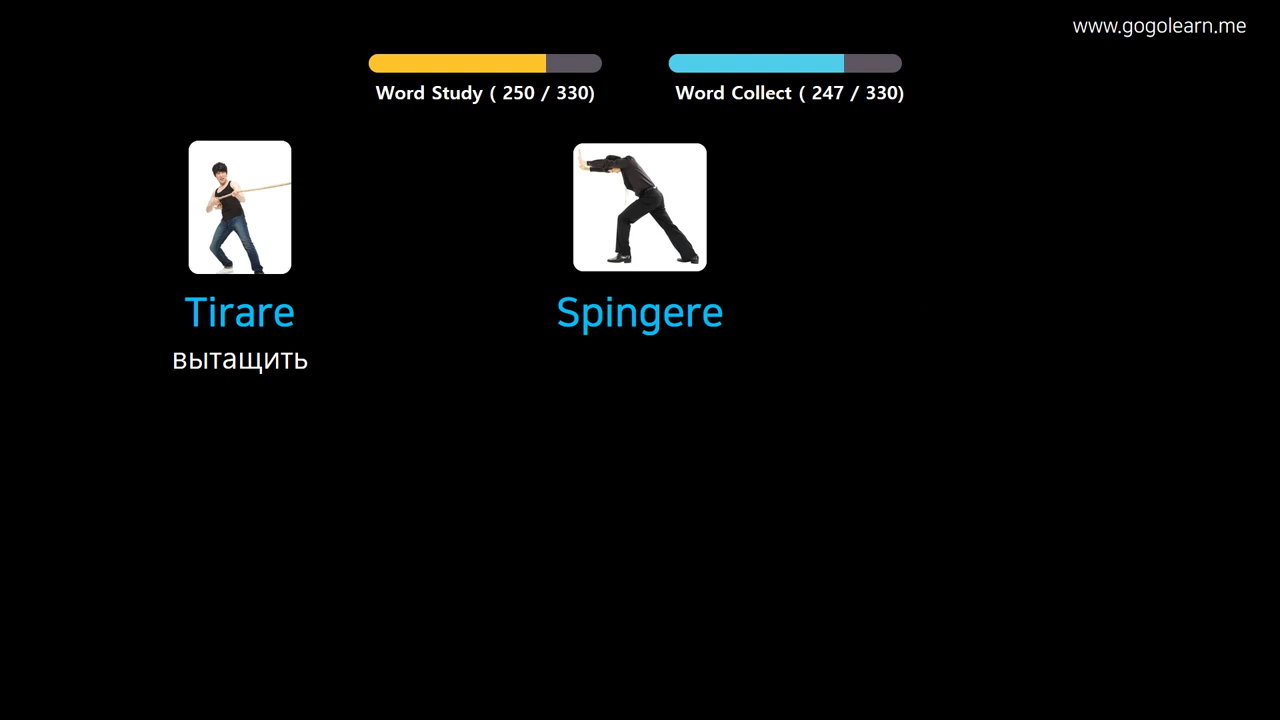 www.gogolearn.me
Word Study ( 250 / 330)
Word Collect ( 247 / 330)
Tirare
Spingere
вытащить